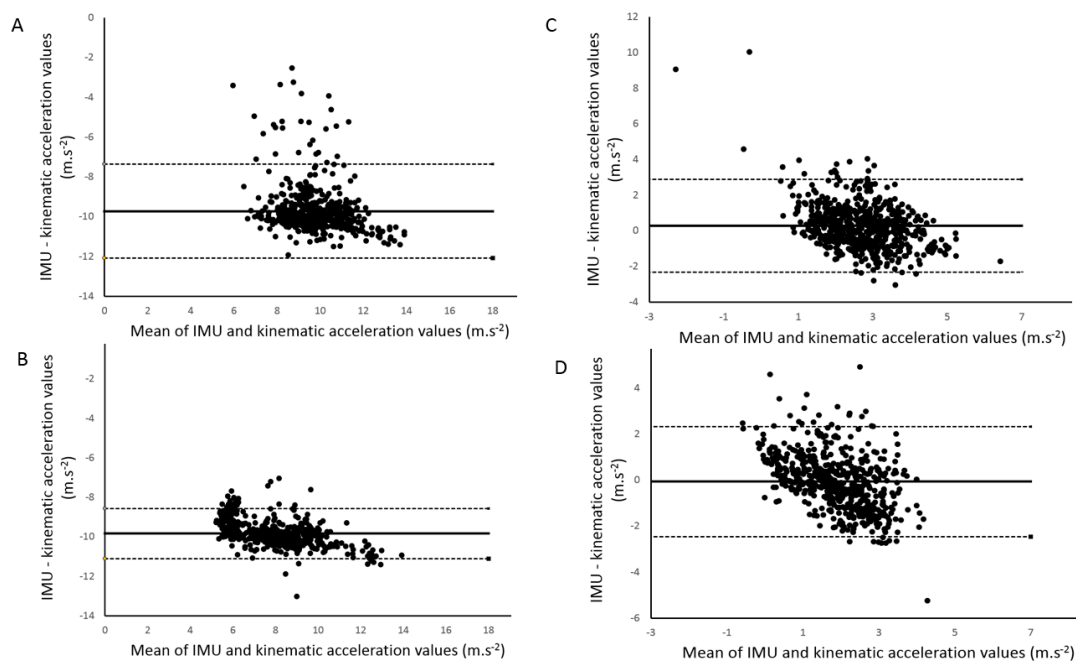 A
IMU - kinematic acceleration values
(m.s⁻²)
0
-2
-4
-6
-8
-10
-12
-14
0 2 4 6 8 10 12 14 16 18
Mean of IMU and kinematic acceleration values (m.s⁻²)
C
IMU - kinematic acceleration values
(m.s⁻²)
12
10
8
6
4
2
0
-2
-4
-3 -1 1 3 5 7
Mean of IMU and kinematic acceleration values (m.s⁻²)
B
IMU - kinematic acceleration values
(m.s⁻²)
-2
-4
-6
-8
-10
-12
-14
0 2 4 6 8 10 12 14 16 18
Mean of IMU and kinematic acceleration values (m.s⁻²)
D
IMU - kinematic acceleration values
(m.s⁻²)
4
2
0
-2
-4
-6
-3 -1 1 3 5 7
Mean of IMU and kinematic acceleration values (m.s⁻²)